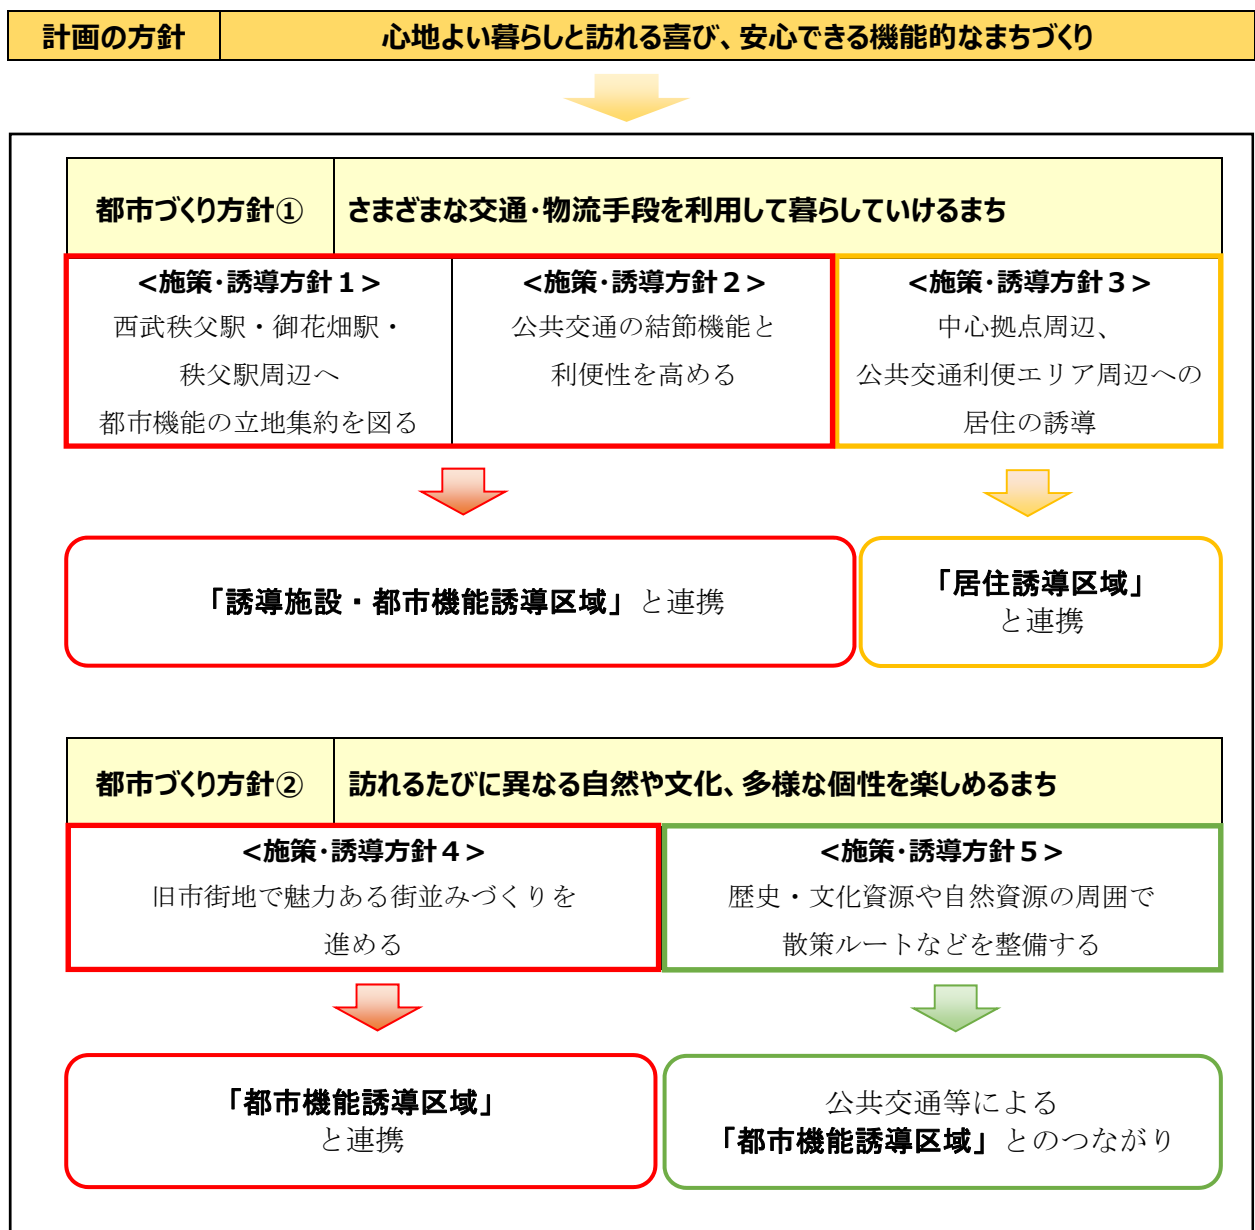 計画の方針
心地よい暮らしと訪れる喜び、安心できる機能的なまちづくり
都市づくり方針①
さまざまな交通・物流手段を利用して暮らしていけるまち
<施策・誘導方針１>
西武秩父駅・御花畑駅・
秩父駅周辺へ
都市機能の立地集約を図る
<施策・誘導方針２>
公共交通の結節機能と
利便性を高める
<施策・誘導方針３>
中心拠点周辺、
公共交通利便エリア周辺への
居住の誘導
「誘導施設・都市機能誘導区域」と連携
「居住誘導区域」
と連携
都市づくり方針②
訪れるたびに異なる自然や文化、多様な個性を楽しめるまち
<施策・誘導方針４>
旧市街地で魅力ある街並みづくりを
進める
<施策・誘導方針５>
歴史・文化資源や自然資源の周囲で
散策ルートなどを整備する
「都市機能誘導区域」
と連携
公共交通等による
「都市機能誘導区域」とのつながり